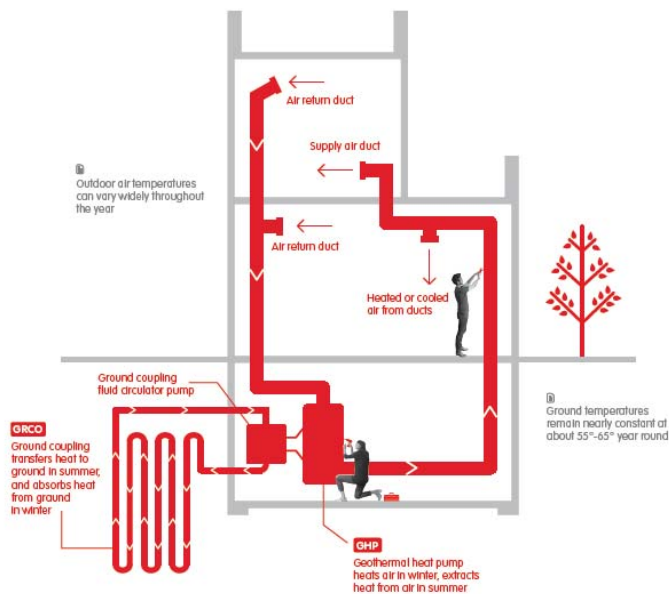 Air return duct
Supply air duct
Outdoor air temperatures
can vary widely throughout
the year
Air return duct
Heated or cooled
air from ducts
Ground coupling
fluid circulator pump
GRCO
Ground coupling
transfers heat to
ground in summer,
and absorbs heat
from ground
in winter
Ground temperatures
remain nearly constant at
about 55°-65° year round
GHP
Geothermal heat pump
heats air in winter, extracts
heat from air in summer